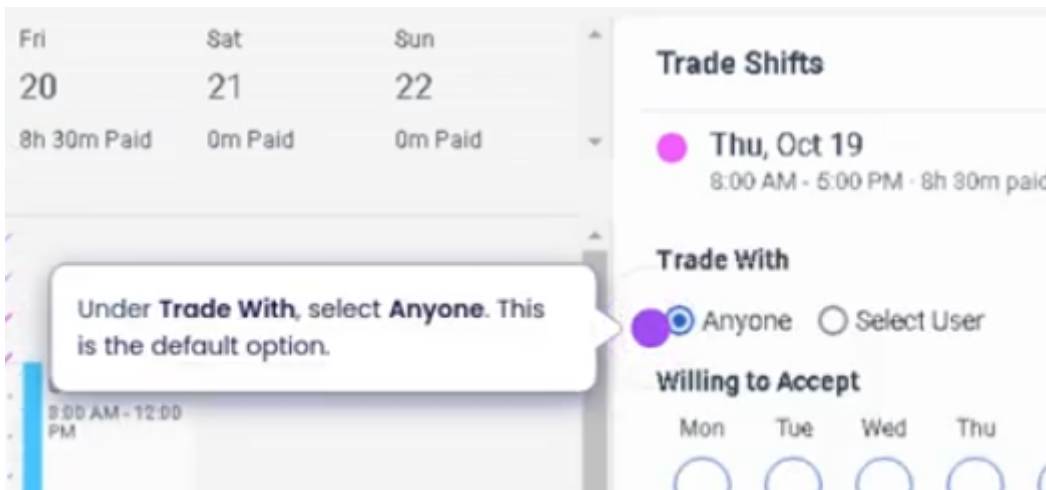 Fri Sat Sun
20 21 22
8h 30m Paid 0m Paid 0m Paid
Under Trade With, select Anyone. This
is the default option.
8:00 AM - 12:00
PM
Trade Shifts
Thu, Oct 19
8:00 AM - 5:00 PM · 8h 30m paid
Trade With
Anyone Select User
Willing to Accept
Mon Tue Wed Thu